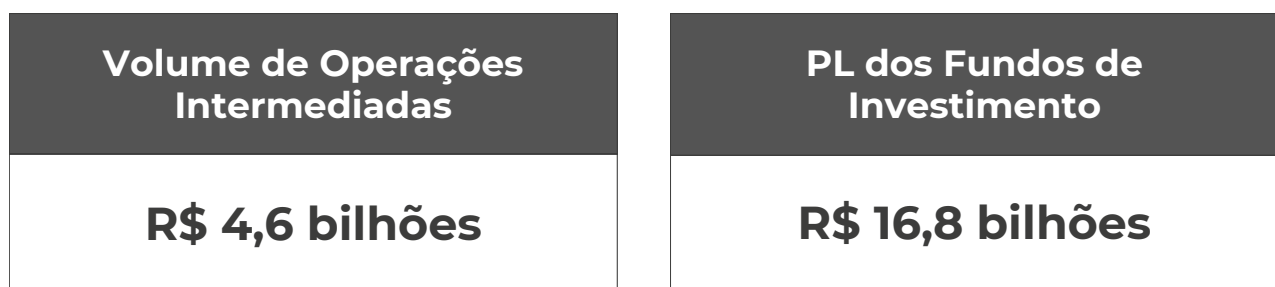 Volume de Operações
Intermediadas
R$ 4,6 bilhões
PL dos Fundos de
Investimento
R$ 16,8 bilhões